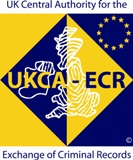 UK Central Authority for the
UKCA-ECR
©
Exchange of Criminal Records